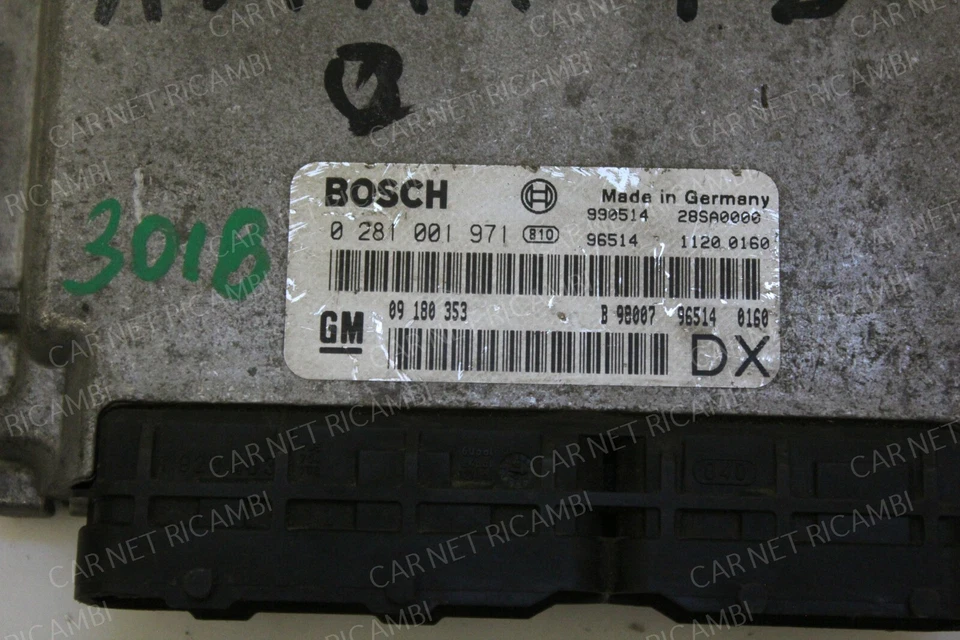 BOSCH Made in Germany
990514 28SA0000
0 281 001 971 810 96514 1120 0160
09 180 353 B 98007 96514 0160
GM DX
3018
CAR NET RICAMBI